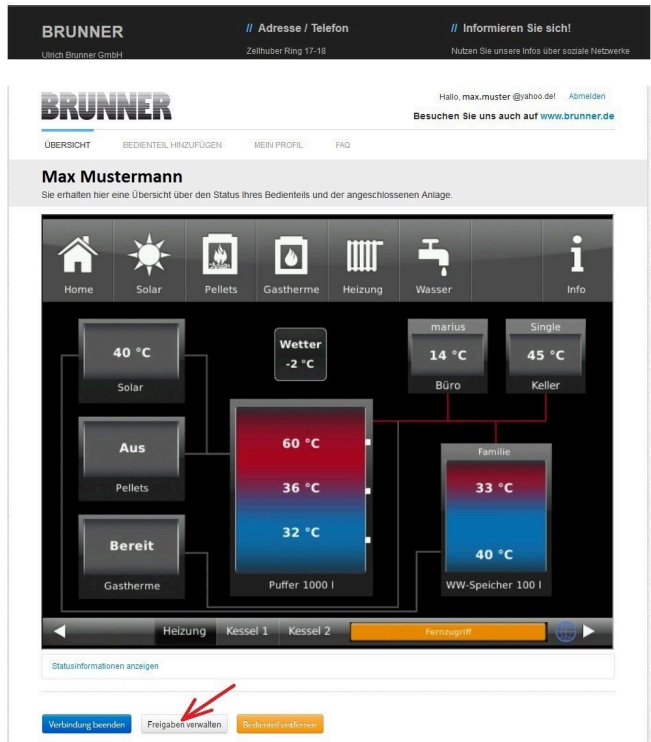 BRUNNER
// Adresse / Telefon
// Informieren Sie sich!
Ulrich Brunner GmbH
Zellhuber Ring 17-18
Nutzen Sie unsere Infos über soziale Netzwerke
BRUNNER
Hallo, max.muster @yahoo.de! Abmelden
Besuchen Sie uns auch auf www.brunner.de
ÜBERSICHT BEDIENTEIL HINZUFÜGEN MEIN PROFIL FAQ
Max Mustermann
Sie erhalten hier eine Übersicht über den Status Ihres Bedienteils und der angeschlossenen Anlage.
Home Solar Pellets Gastherme Heizung Wasser Info
40 °C
Solar
Wetter
-2 °C
marius
14 °C
Büro
Single
45 °C
Keller
Aus
Pellets
60 °C
36 °C
32 °C
Puffer 1000 l
Familie
33 °C
40 °C
WW-Speicher 100 l
Bereit
Gastherme
Heizung Kessel 1 Kessel 2 Fernzugriff
Statusinformationen anzeigen
Verbindung beenden Freigaben verwalten Bedienteil entfernen